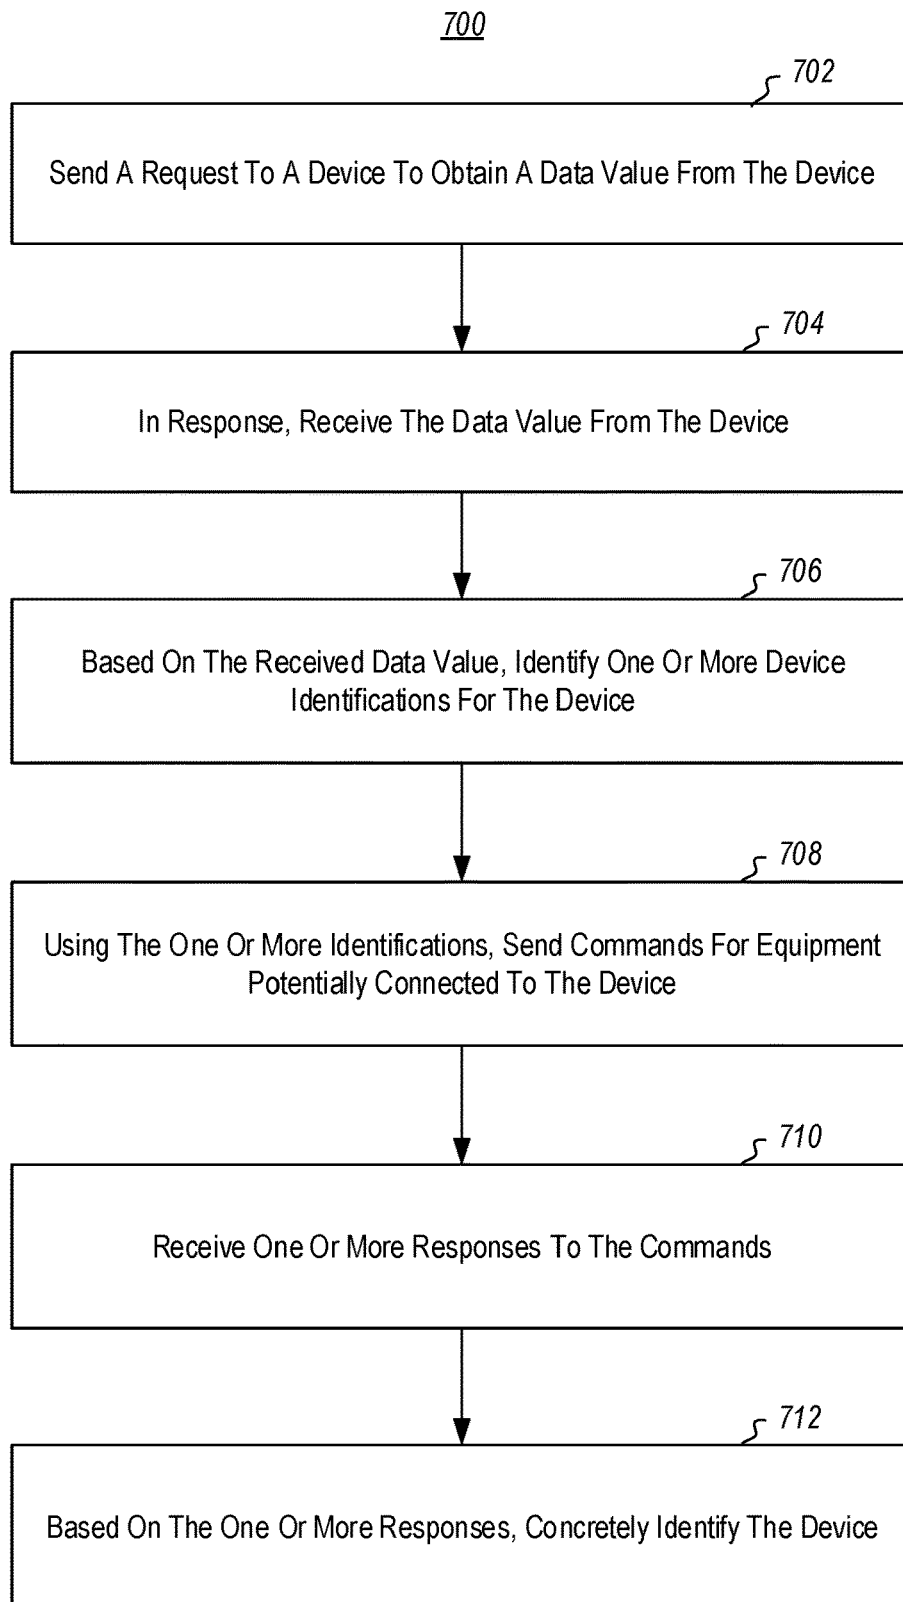 700
702
Send A Request To A Device To Obtain A Data Value From The Device
704
In Response, Receive The Data Value From The Device
706
Based On The Received Data Value, Identify One Or More Device
Identifications For The Device
708
Using The One Or More Identifications, Send Commands For Equipment
Potentially Connected To The Device
710
Receive One Or More Responses To The Commands
712
Based On The One Or More Responses, Concretely Identify The Device